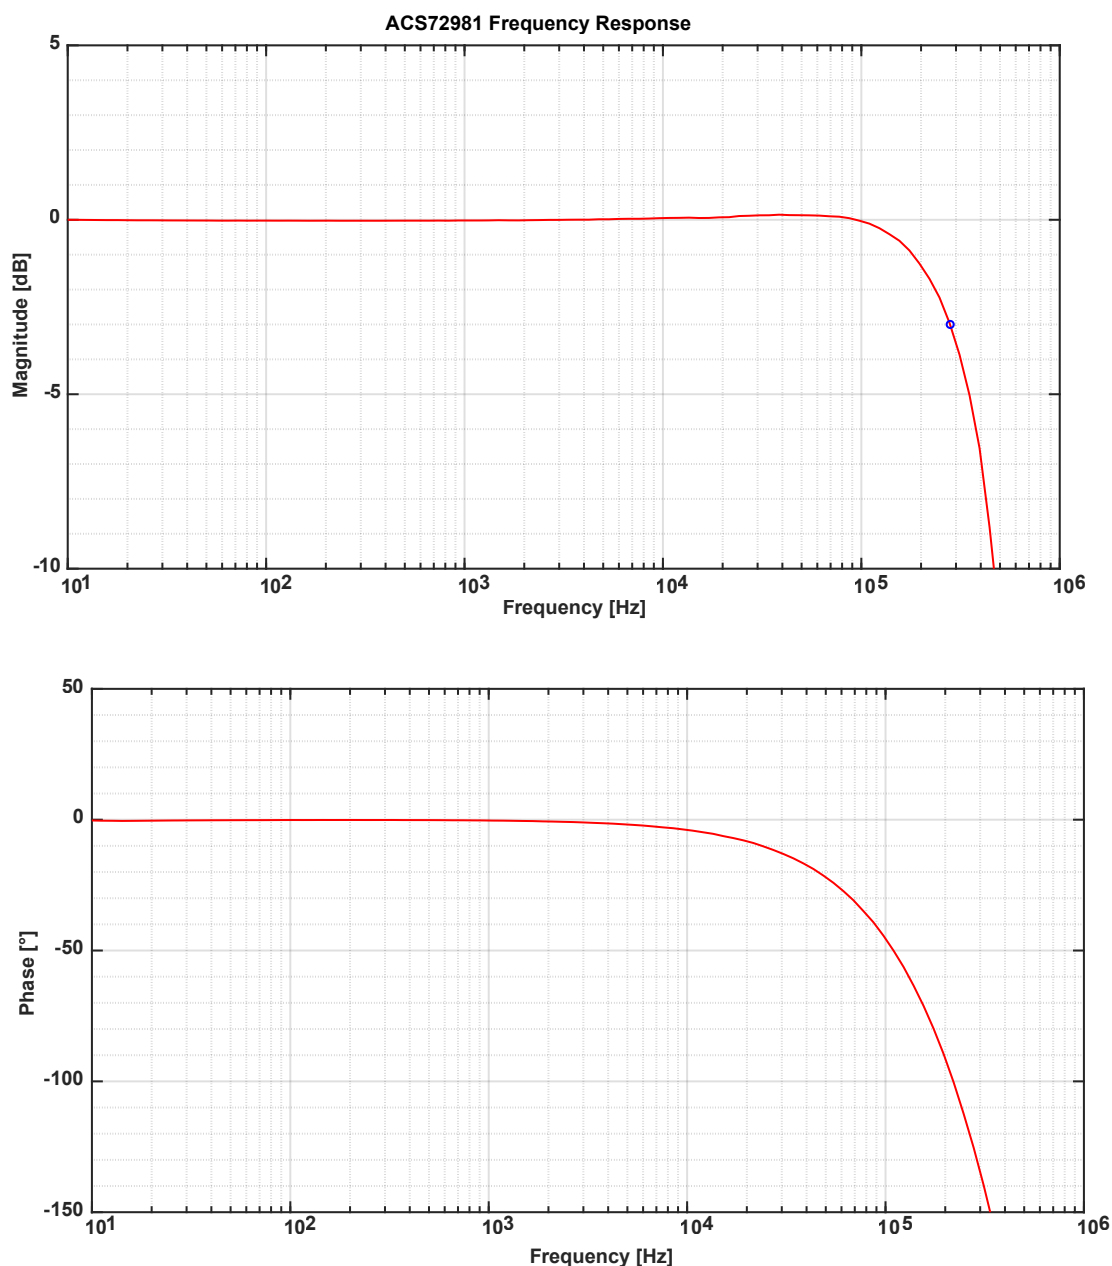 ACS72981 Frequency Response
5
0
-5
-10
Magnitude [dB]
10¹ 10² 10³ 10⁴ 10⁵ 10⁶
Frequency [Hz]
50
0
-50
-100
-150
Phase [°]
10¹ 10² 10³ 10⁴ 10⁵ 10⁶
Frequency [Hz]